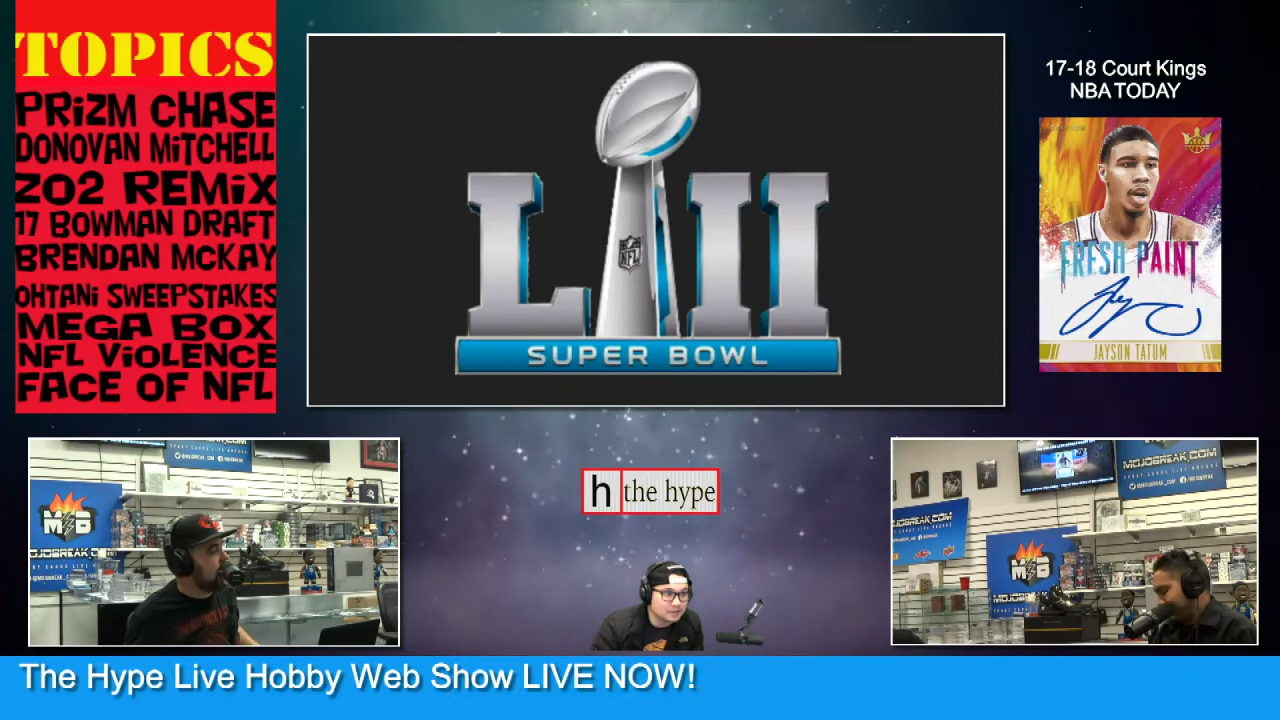 TOPICS
PRIZM CHASE
DONOVAN MITCHELL
ZO2 REMIX
17 BOWMAN DRAFT
BRENDAN McKAY
OHTANI SWEEPSTAKES
MEGA BOX
NFL VIOLENCE
FACE OF NFL
LII
NFL
SUPER BOWL
17-18 Court Kings
NBA TODAY
FRESH PAINT
JAYSON TATUM
h the hype
MOJOBREAK.COM
MOJOBREAK.COM
The Hype Live Hobby Web Show LIVE NOW!